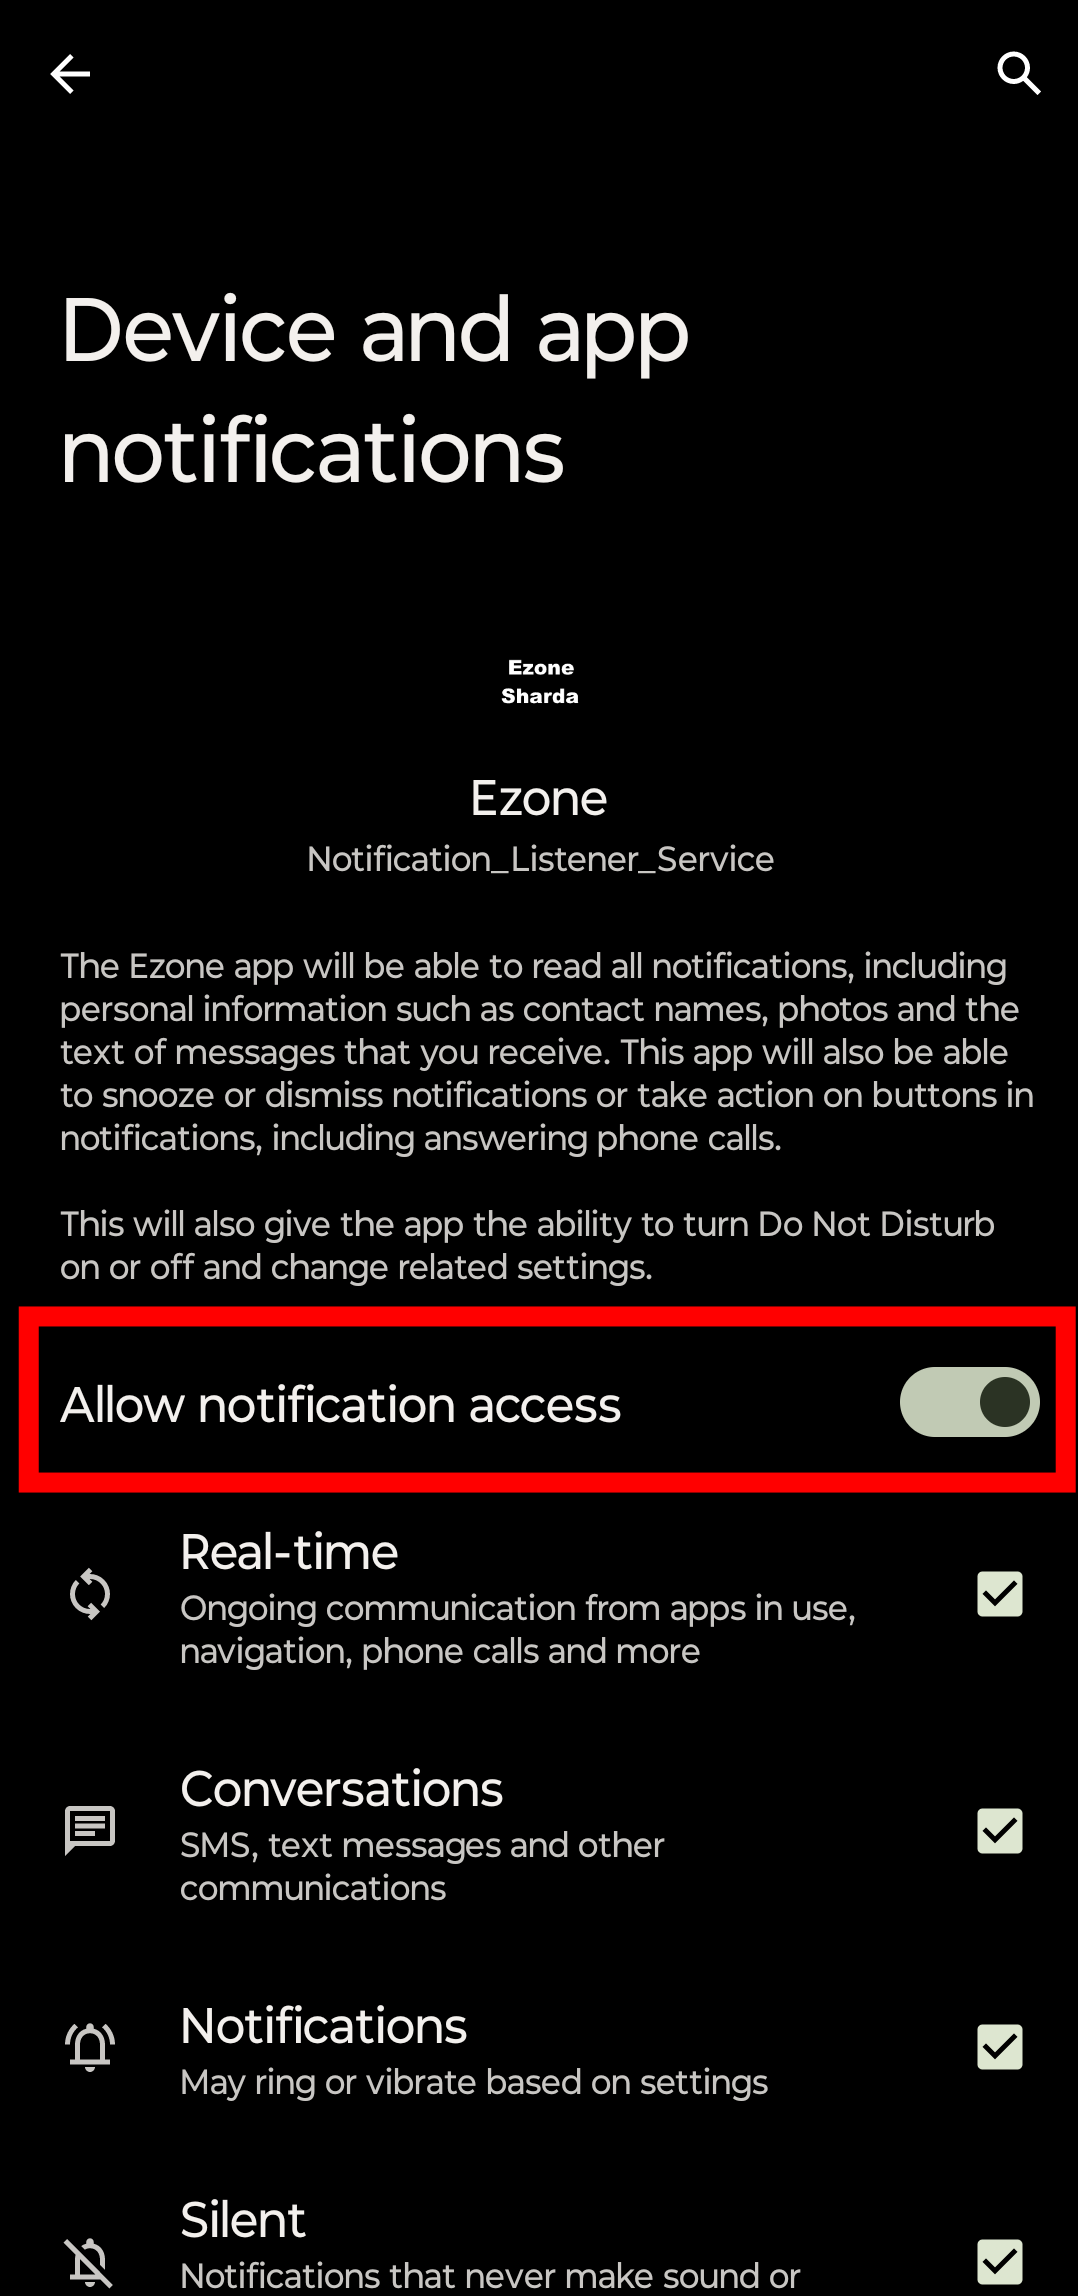 Device and app
notifications
Ezone
Sharda
Ezone
Notification_Listener_Service
The Ezone app will be able to read all notifications, including
personal information such as contact names, photos and the
text of messages that you receive. This app will also be able
to snooze or dismiss notifications or take action on buttons in
notifications, including answering phone calls.
This will also give the app the ability to turn Do Not Disturb
on or off and change related settings.
Allow notification access
Real-time
Ongoing communication from apps in use,
navigation, phone calls and more
Conversations
SMS, text messages and other
communications
Notifications
May ring or vibrate based on settings
Silent
Notifications that never make sound or